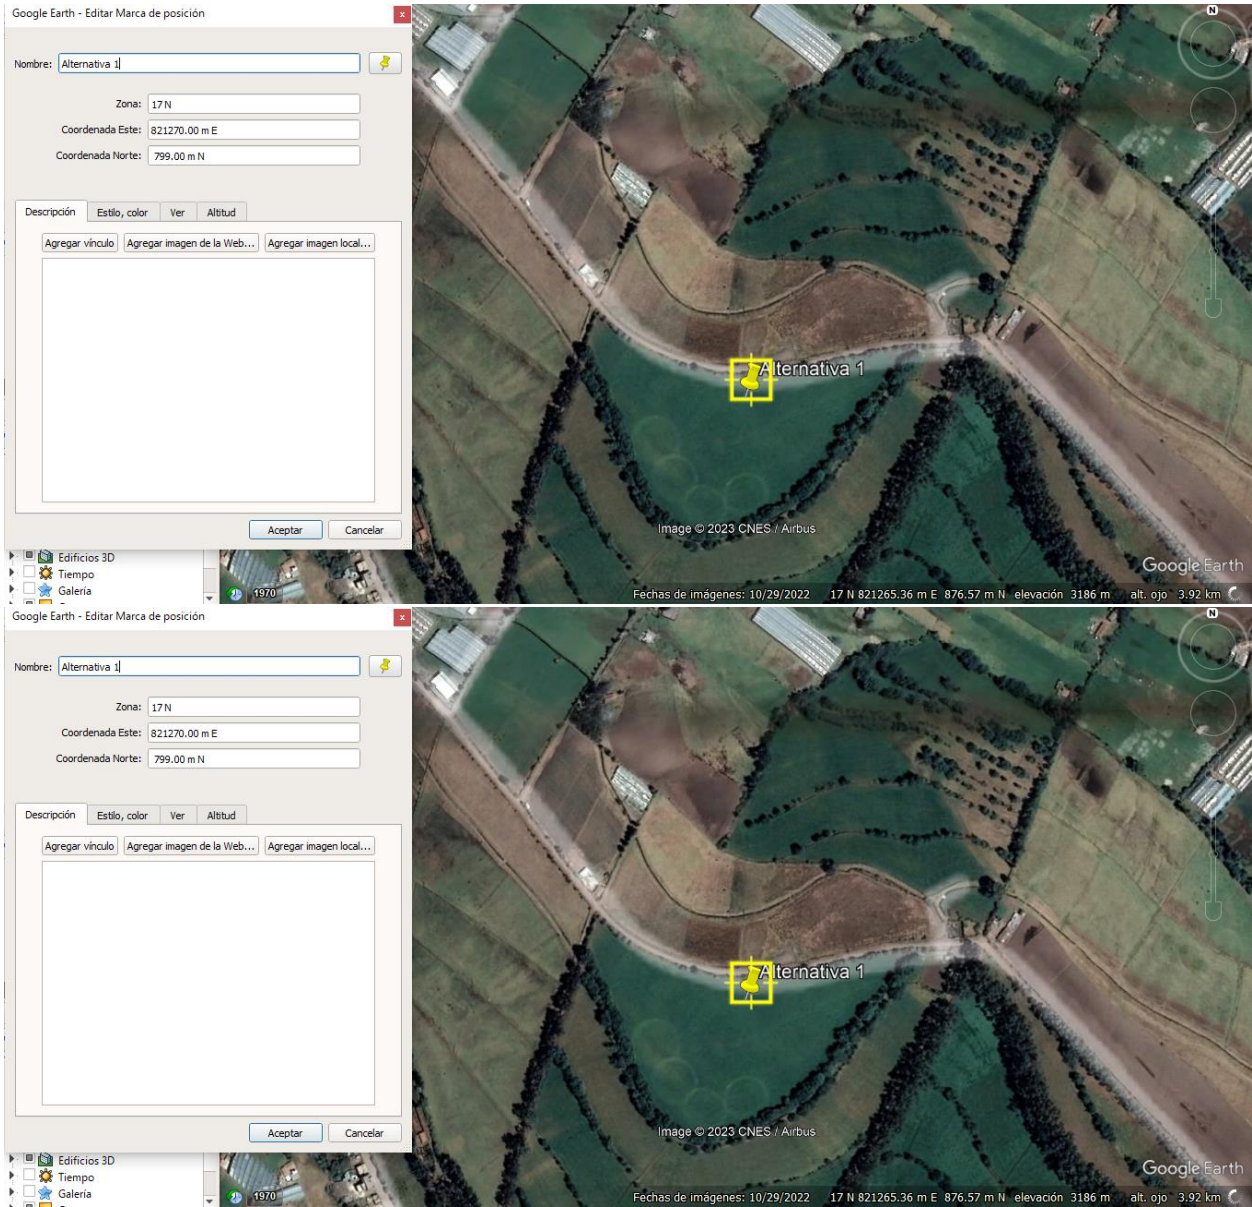 Google Earth - Editar Marca de posición
Nombre: Alternativa 1
Zona: 17 N
Coordenada Este: 821270.00 m E
Coordenada Norte: 799.00 m N
Descripción Estilo, color Ver Altitud
Agregar vínculo Agregar imagen de la Web... Agregar imagen local...
Aceptar Cancelar
Edificios 3D
Tiempo
Galería
1970
N
Alternativa 1
Image © 2023 CNES / Airbus
Google Earth
Fechas de imágenes: 10/29/2022 17 N 821265.36 m E 876.57 m N elevación 3186 m alt. ojo 3.92 km
Google Earth - Editar Marca de posición
Nombre: Alternativa 1
Zona: 17 N
Coordenada Este: 821270.00 m E
Coordenada Norte: 799.00 m N
Descripción Estilo, color Ver Altitud
Agregar vínculo Agregar imagen de la Web... Agregar imagen local...
Aceptar Cancelar
Edificios 3D
Tiempo
Galería
1970
N
Alternativa 1
Image © 2023 CNES / Airbus
Google Earth
Fechas de imágenes: 10/29/2022 17 N 821265.36 m E 876.57 m N elevación 3186 m alt. ojo 3.92 km